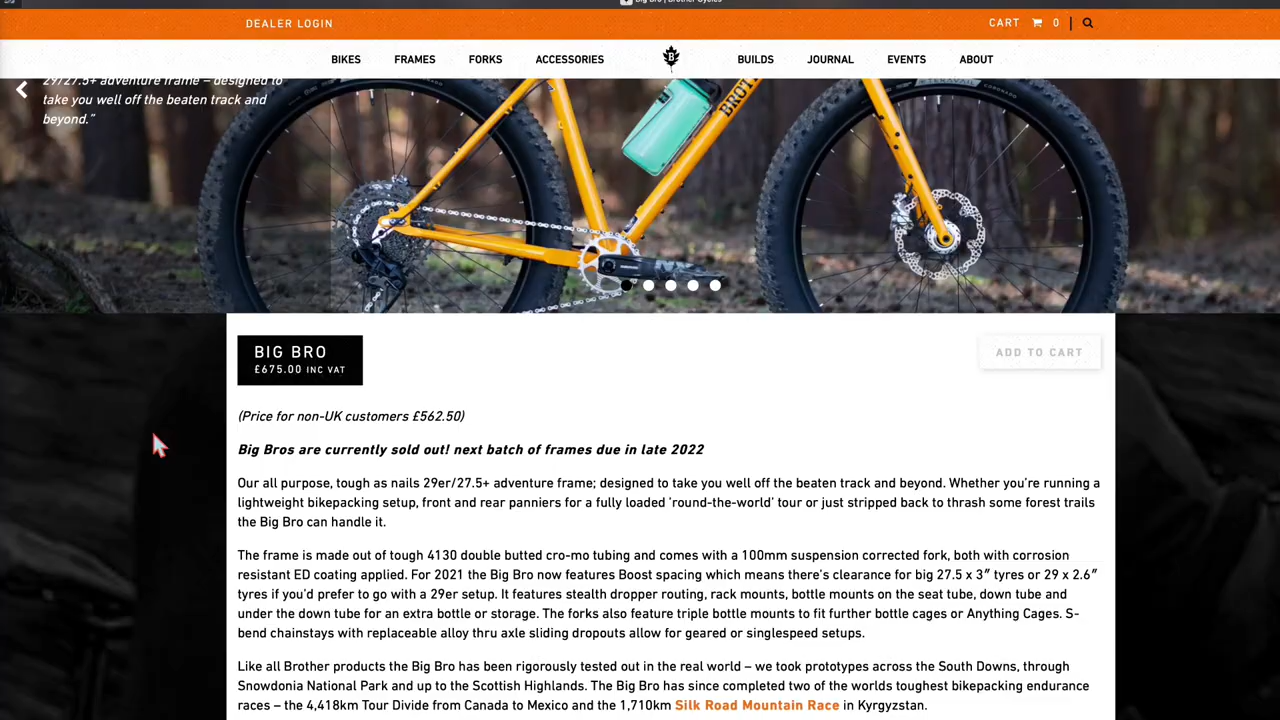 Big Bro | Brother Cycles
DEALER LOGIN
CART 0 |
BIKES FRAMES FORKS ACCESSORIES B BUILDS JOURNAL EVENTS ABOUT
29/27.5+ adventure frame – designed to
take you well off the beaten track and
beyond.”
BROT
BIG BRO
£675.00 INC VAT
ADD TO CART
(Price for non-UK customers £562.50)
Big Bros are currently sold out! next batch of frames due in late 2022
Our all purpose, tough as nails 29er/27.5+ adventure frame; designed to take you well off the beaten track and beyond. Whether you’re running a
lightweight bikepacking setup, front and rear panniers for a fully loaded ‘round-the-world’ tour or just stripped back to thrash some forest trails
the Big Bro can handle it.
The frame is made out of tough 4130 double butted cro-mo tubing and comes with a 100mm suspension corrected fork, both with corrosion
resistant ED coating applied. For 2021 the Big Bro now features Boost spacing which means there’s clearance for big 27.5 x 3″ tyres or 29 x 2.6″
tyres if you’d prefer to go with a 29er setup. It features stealth dropper routing, rack mounts, bottle mounts on the seat tube, down tube and
under the down tube for an extra bottle or storage. The forks also feature triple bottle mounts to fit further bottle cages or Anything Cages. S-
bend chainstays with replaceable alloy thru axle sliding dropouts allow for geared or singlespeed setups.
Like all Brother products the Big Bro has been rigorously tested out in the real world – we took prototypes across the South Downs, through
Snowdonia National Park and up to the Scottish Highlands. The Big Bro has since completed two of the worlds toughest bikepacking endurance
races – the 4,418km Tour Divide from Canada to Mexico and the 1,710km Silk Road Mountain Race in Kyrgyzstan.